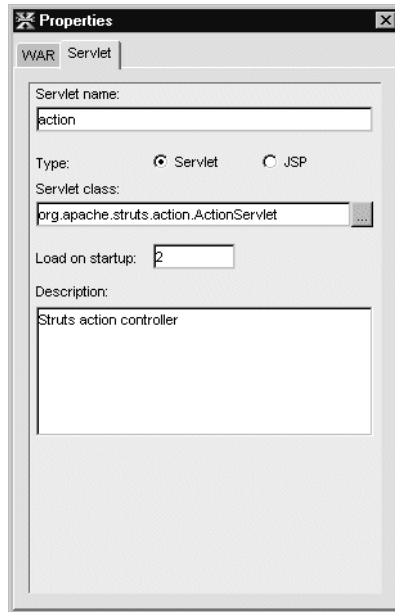 Properties
WAR Servlet
Servlet name:
action
Type: Servlet JSP
Servlet class:
org.apache.struts.action.ActionServlet ...
Load on startup: 2
Description:
Struts action controller